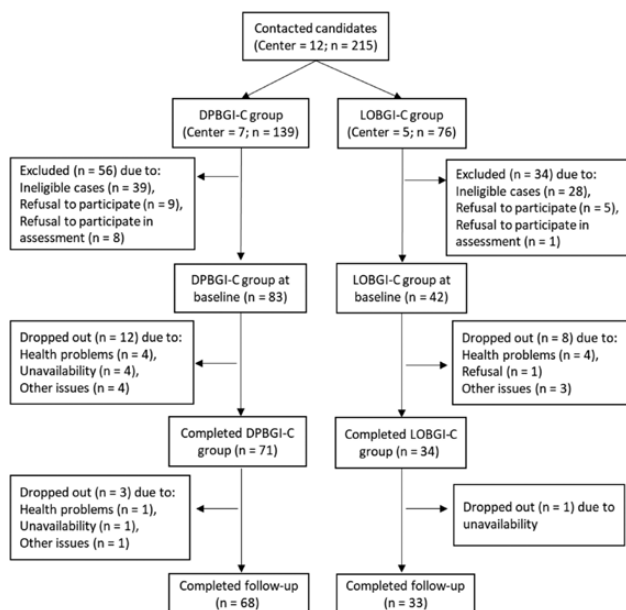 Contacted candidates
(Center = 12; n = 215)
DPBGI-C group
(Center = 7; n = 139)
LOBGI-C group
(Center = 5; n = 76)
Excluded (n = 56) due to:
Ineligible cases (n = 39),
Refusal to participate (n = 9),
Refusal to participate in
assessment (n = 8)
Excluded (n = 34) due to:
Ineligible cases (n = 28),
Refusal to participate (n = 5),
Refusal to participate in
assessment (n = 1)
DPBGI-C group at
baseline (n = 83)
LOBGI-C group at
baseline (n = 42)
Dropped out (n = 12) due to:
Health problems (n = 4),
Unavailability (n = 4),
Other issues (n = 4)
Dropped out (n = 8) due to:
Health problems (n = 4),
Refusal (n = 1)
Other issues (n = 3)
Completed DPBGI-C
group (n = 71)
Completed LOBGI-C
group (n = 34)
Dropped out (n = 3) due to:
Health problems (n = 1),
Unavailability (n = 1),
Other issues (n = 1)
Dropped out (n = 1) due to
unavailability
Completed follow-up
(n = 68)
Completed follow-up
(n = 33)